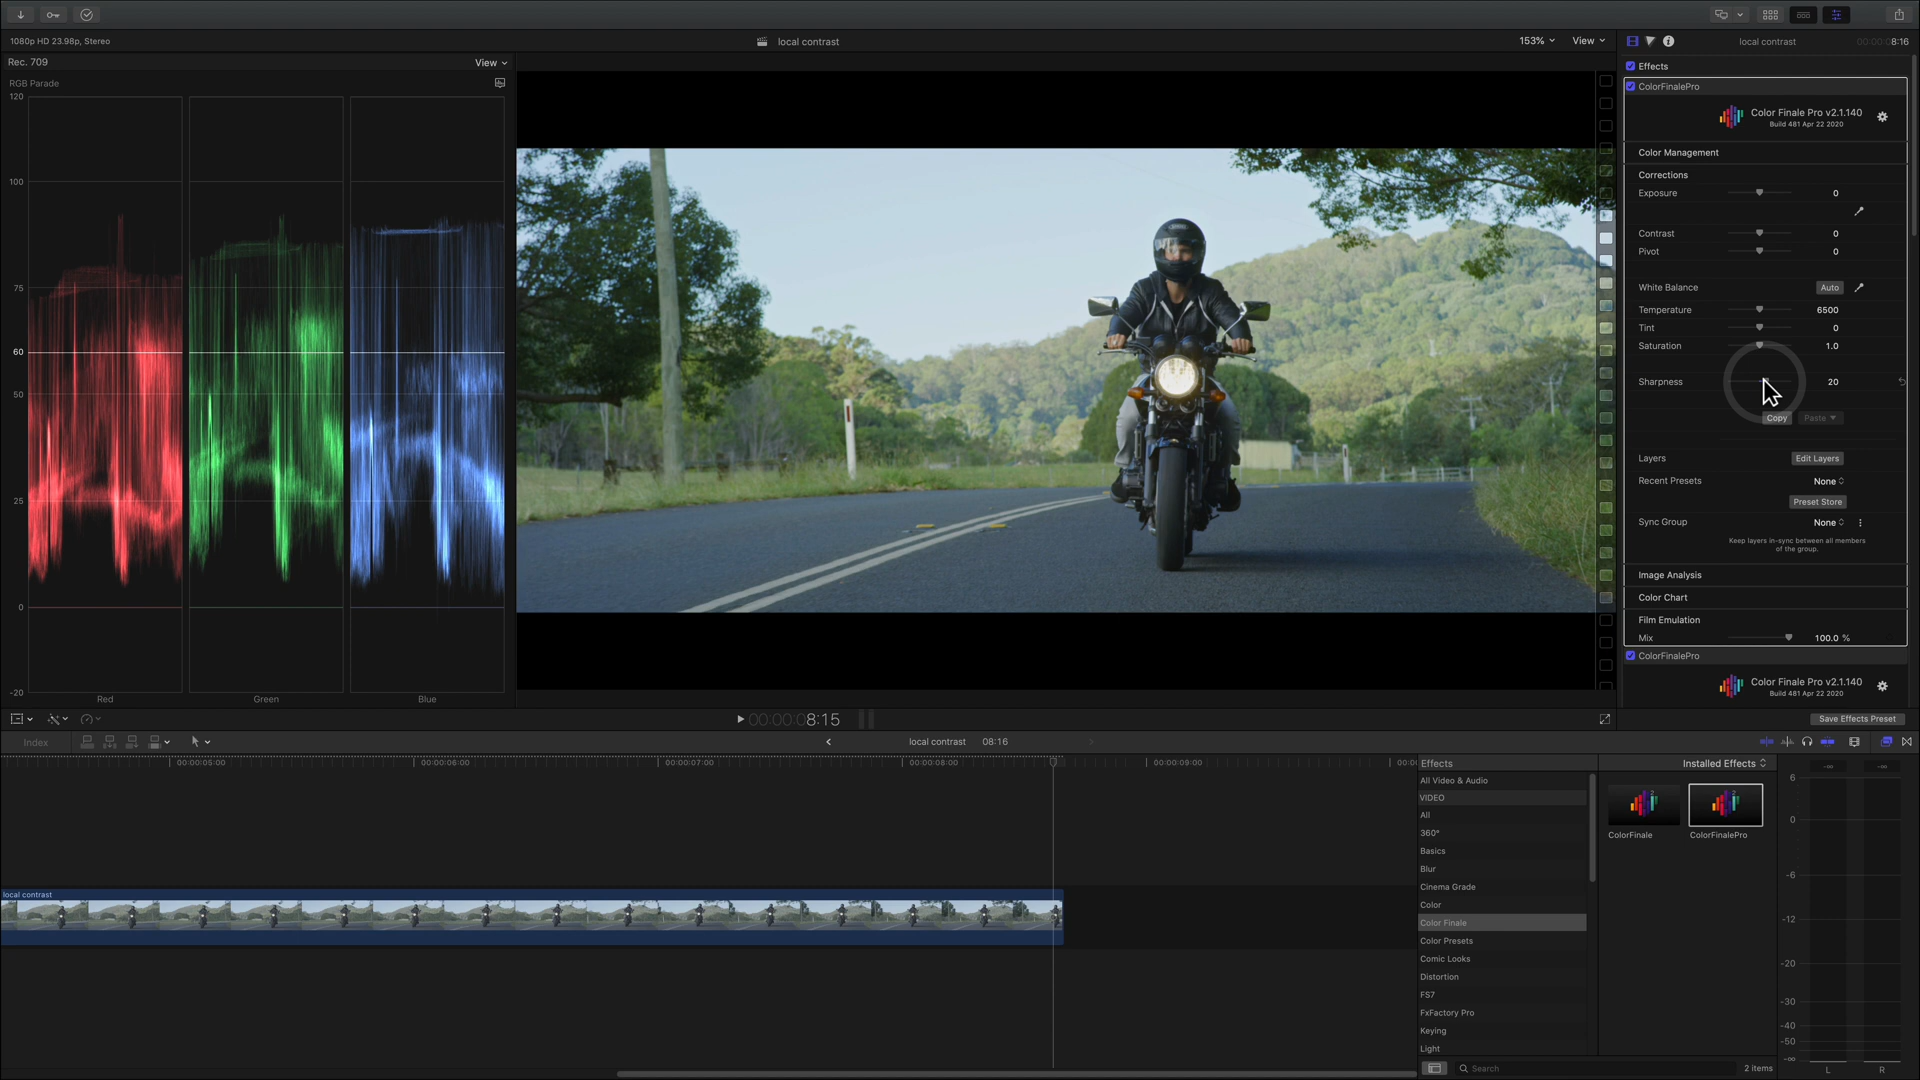 1080p HD 23.98p, Stereo
local contrast
153%
View
local contrast
00:00:08:16
Rec. 709
View
RGB Parade
120
100
75
60
50
25
0
-20
Red
Green
Blue
Effects
ColorFinalePro
Color Finale Pro v2.1.140
Build 481 Apr 22 2020
Color Management
Corrections
Exposure
0
Contrast
0
Pivot
0
White Balance
Auto
Temperature
6500
Tint
0
Saturation
1.0
Sharpness
20
Copy
Paste
Layers
Edit Layers
Recent Presets
None
Preset Store
Sync Group
None
Keep layers in-sync between all members
of the group.
Image Analysis
Color Chart
Film Emulation
Mix
100.0 %
ColorFinalePro
Color Finale Pro v2.1.140
Build 481 Apr 22 2020
00:00:08:15
Save Effects Preset
Index
local contrast
08:16
00:00:05:00
00:00:06:00
00:00:07:00
00:00:08:00
00:00:09:00
local contrast
Effects
Installed Effects
All Video & Audio
VIDEO
All
360°
Basics
Blur
Cinema Grade
Color
Color Finale
Color Presets
Comic Looks
Distortion
FS7
FxFactory Pro
Keying
Light
ColorFinale
ColorFinalePro
Search
2 items
-∞
-∞
6
0
-6
-12
-20
-30
-40
-50
-∞
L
R